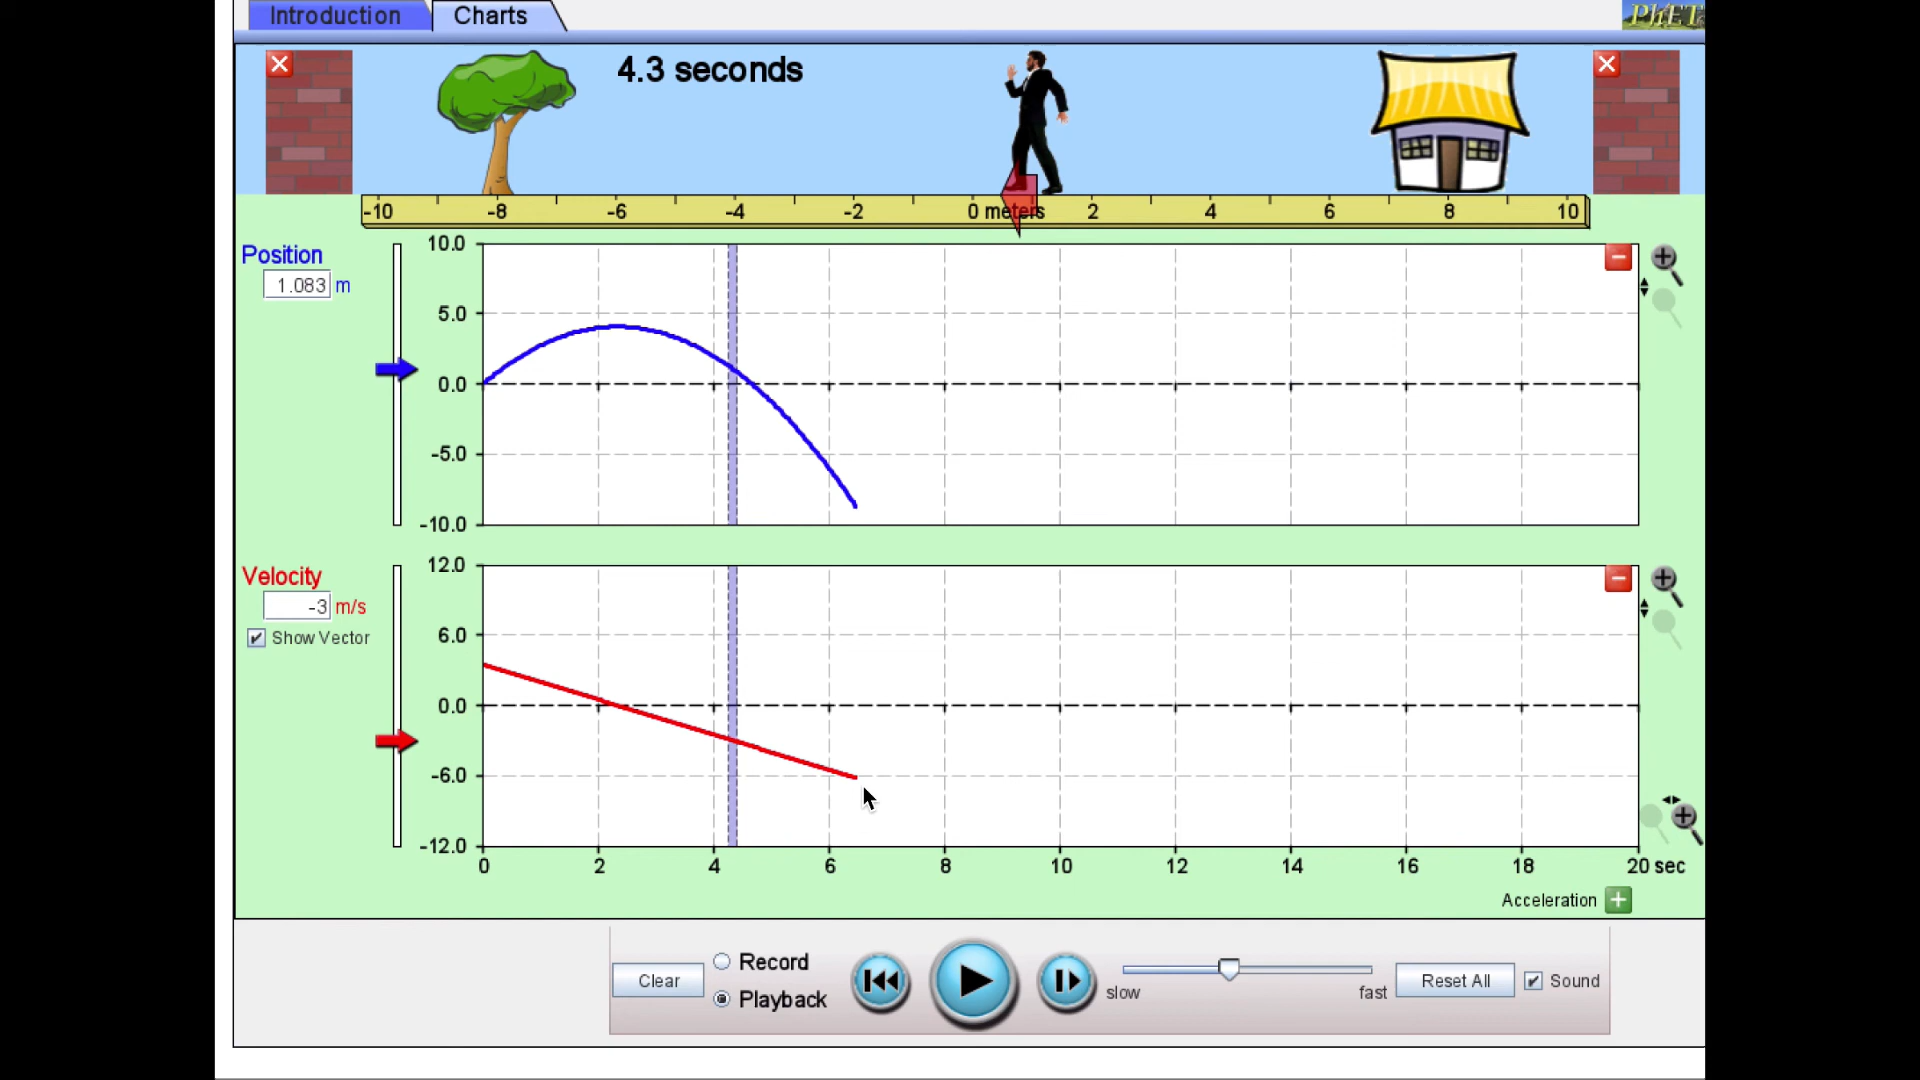 Introduction
Charts
PhET
4.3 seconds
-10 -8 -6 -4 -2 0 meters 2 4 6 8 10
Position
1.083 m
10.0
5.0
0.0
-5.0
-10.0
Velocity
-3 m/s
Show Vector
12.0
6.0
0.0
-6.0
-12.0
0 2 4 6 8 10 12 14 16 18 20 sec
Acceleration
Clear
Record
Playback
slow
fast
Reset All
Sound